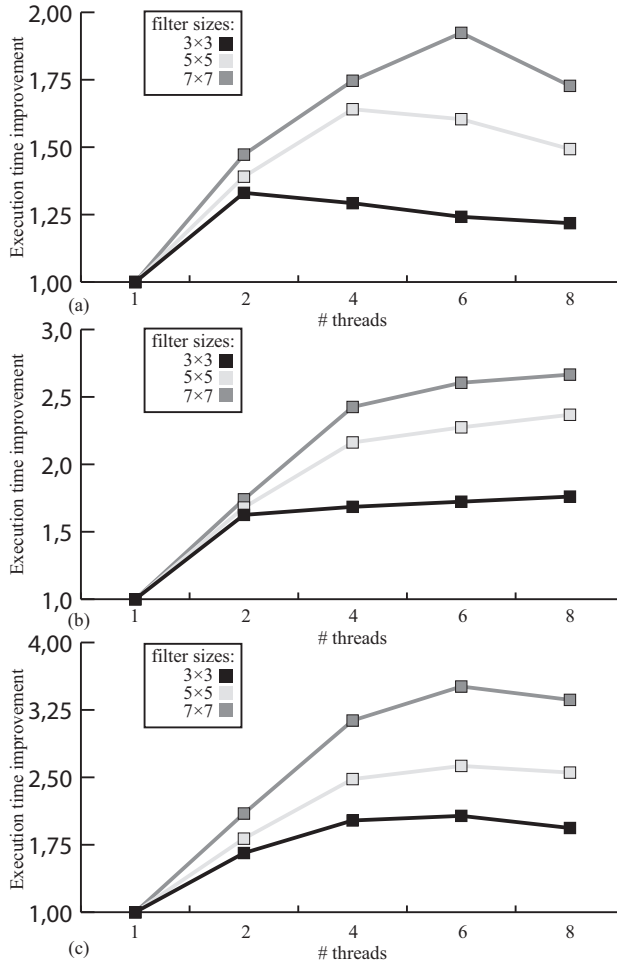 2,00
1,75
1,50
1,25
1,00
Execution time improvement
filter sizes:
3×3
5×5
7×7
(a)
1 2 4 6 8
# threads
3,0
2,5
2,0
1,5
1,0
Execution time improvement
filter sizes:
3×3
5×5
7×7
(b)
1 2 4 6 8
# threads
4,00
3,25
2,50
1,75
1,00
Execution time improvement
filter sizes:
3×3
5×5
7×7
(c)
1 2 4 6 8
# threads